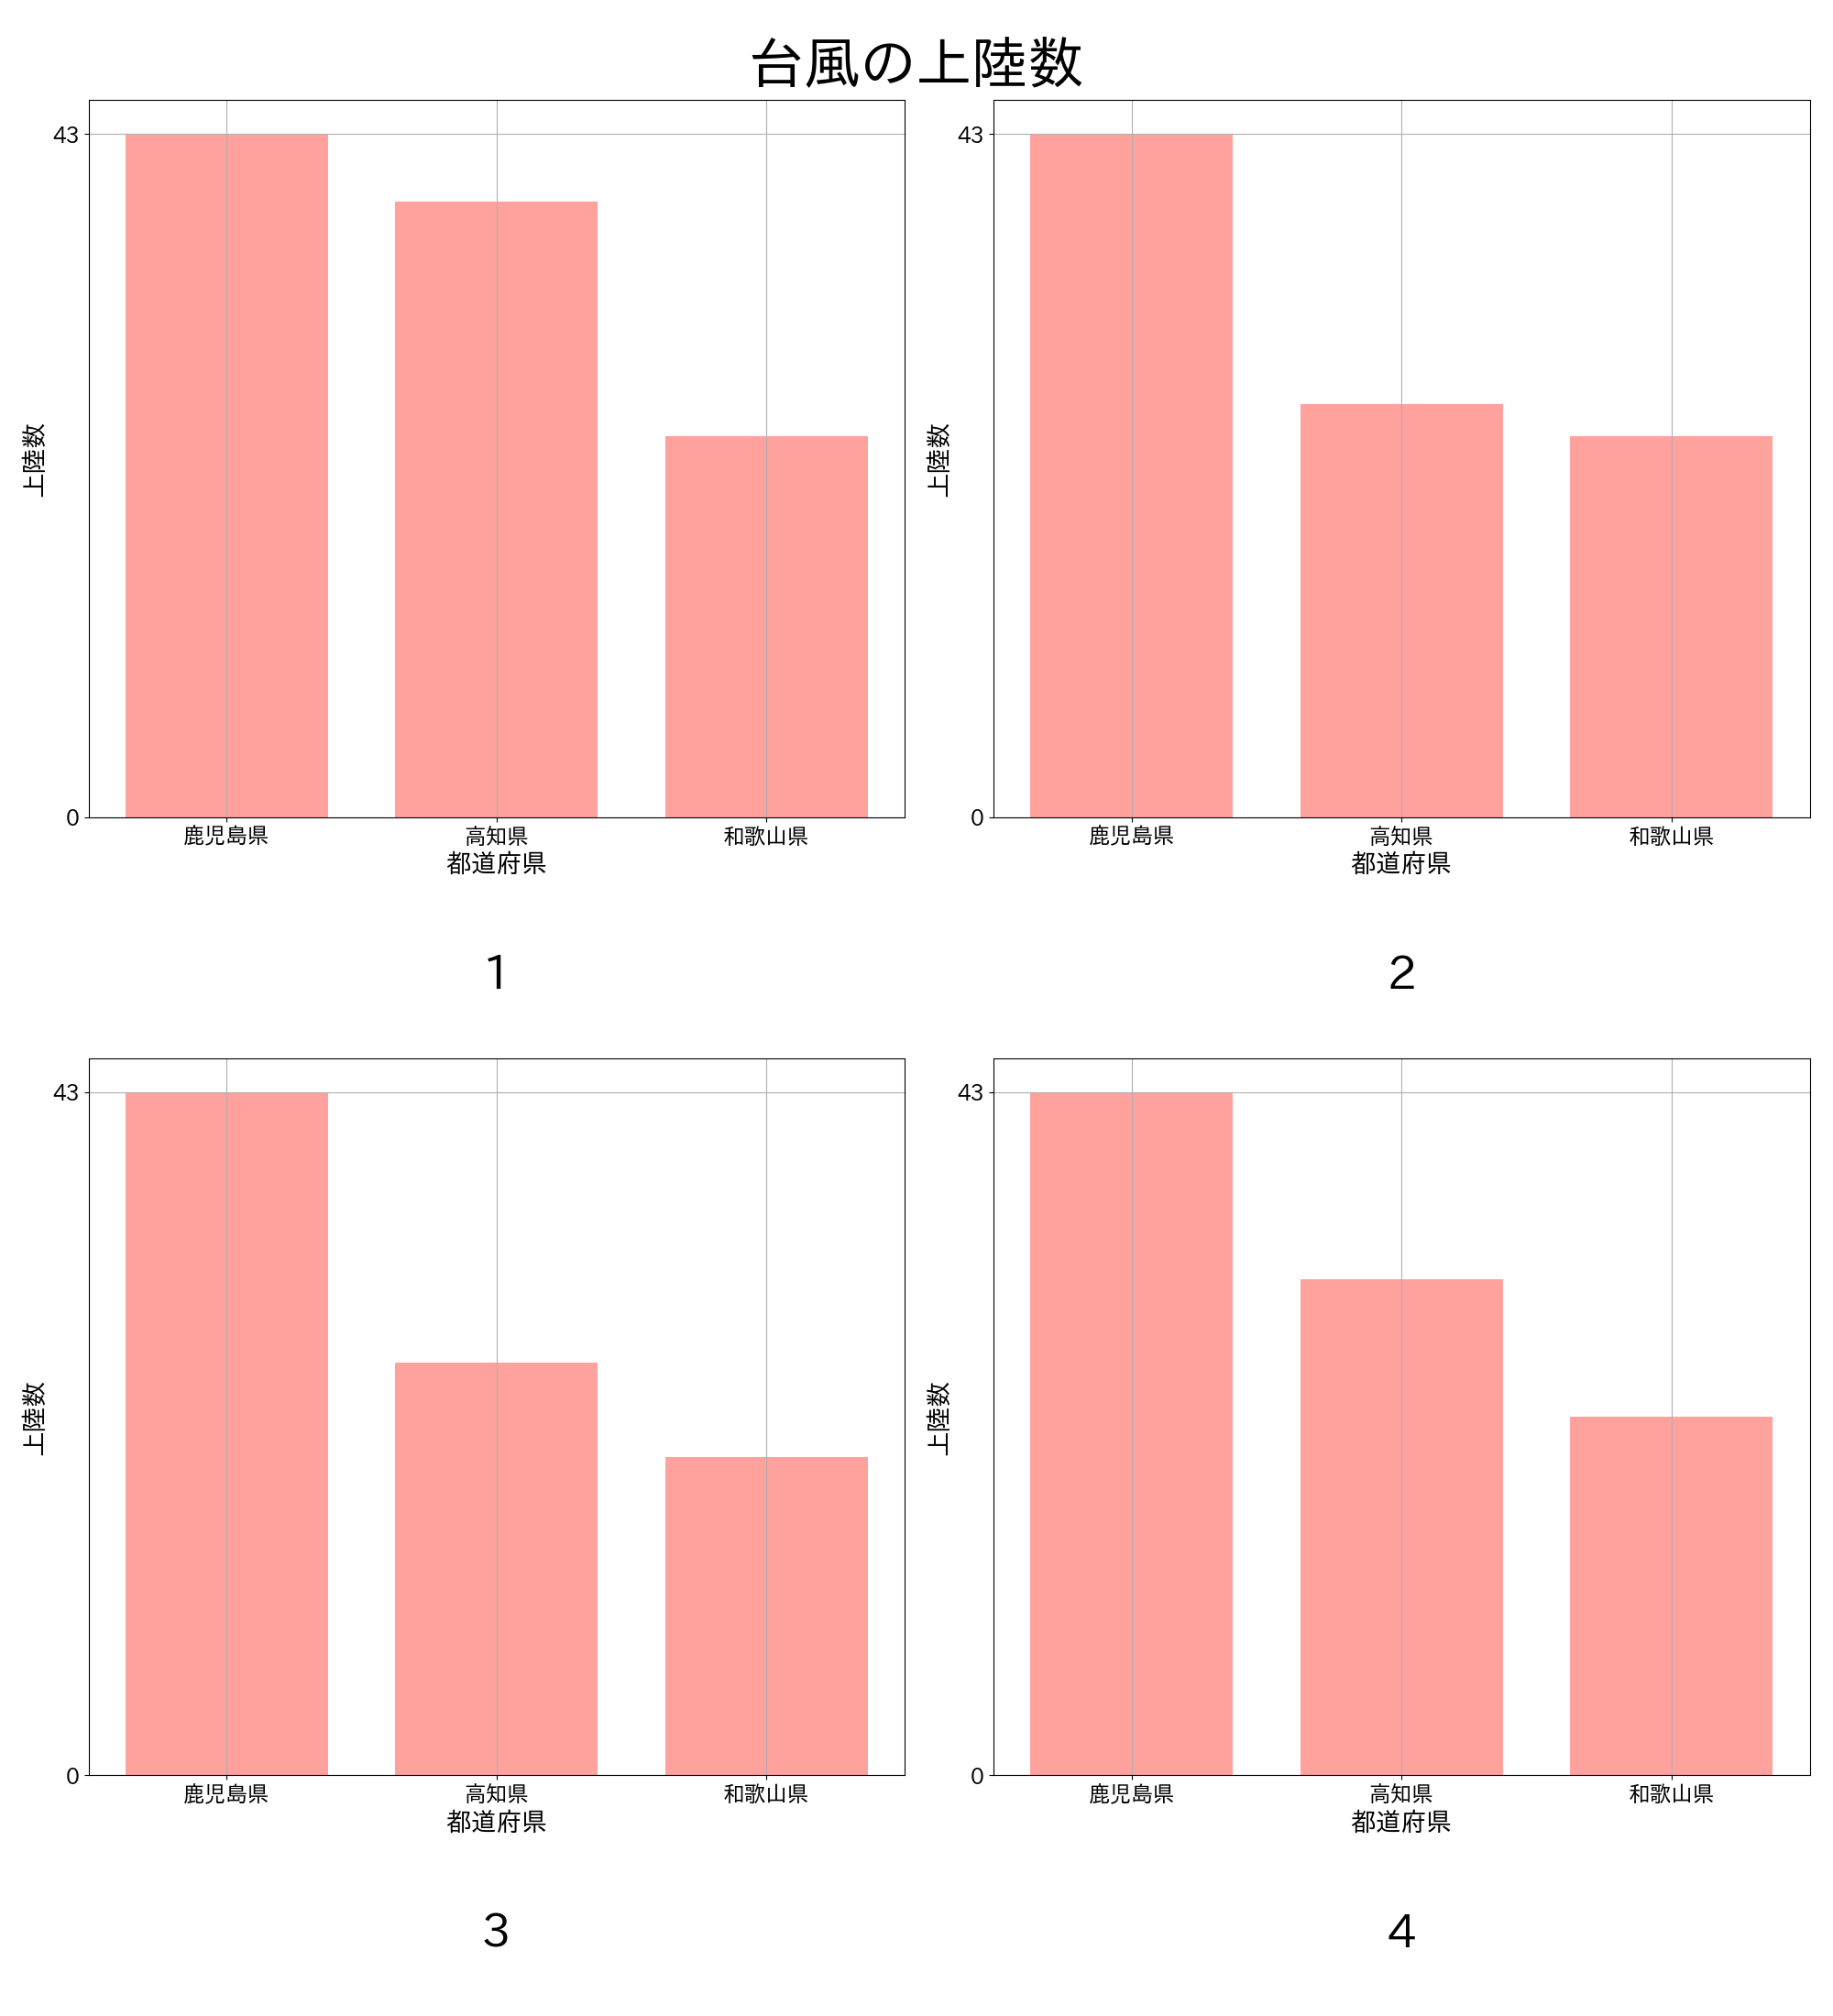 台風の上陸数
43
0
上陸数
鹿児島県 高知県 和歌山県
都道府県
1
43
0
上陸数
鹿児島県 高知県 和歌山県
都道府県
2
43
0
上陸数
鹿児島県 高知県 和歌山県
都道府県
3
43
0
上陸数
鹿児島県 高知県 和歌山県
都道府県
4